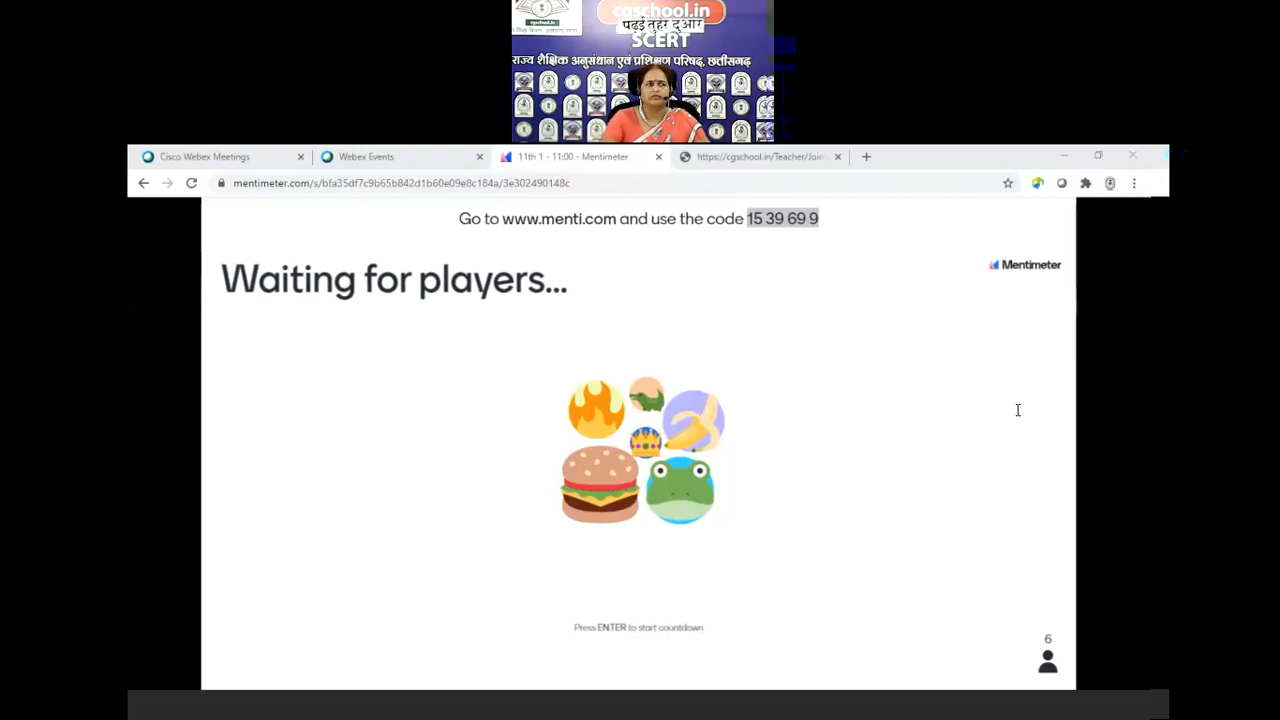 cgschool.in
पढ़ई तुंहर दुआर
SCERT
राज्य शैक्षिक अनुसंधान एवं प्रशिक्षण परिषद, छत्तीसगढ़
Cisco Webex Meetings
Webex Events
11th 1 - 11:00 - Mentimeter
https://cgschool.in/Teacher/Join
mentimeter.com/s/bfa35df7c9b65b842d1b60e09e8c184a/3e302490148c
Go to www.menti.com and use the code 15 39 69 9
Mentimeter
Waiting for players...
Press ENTER to start countdown
6